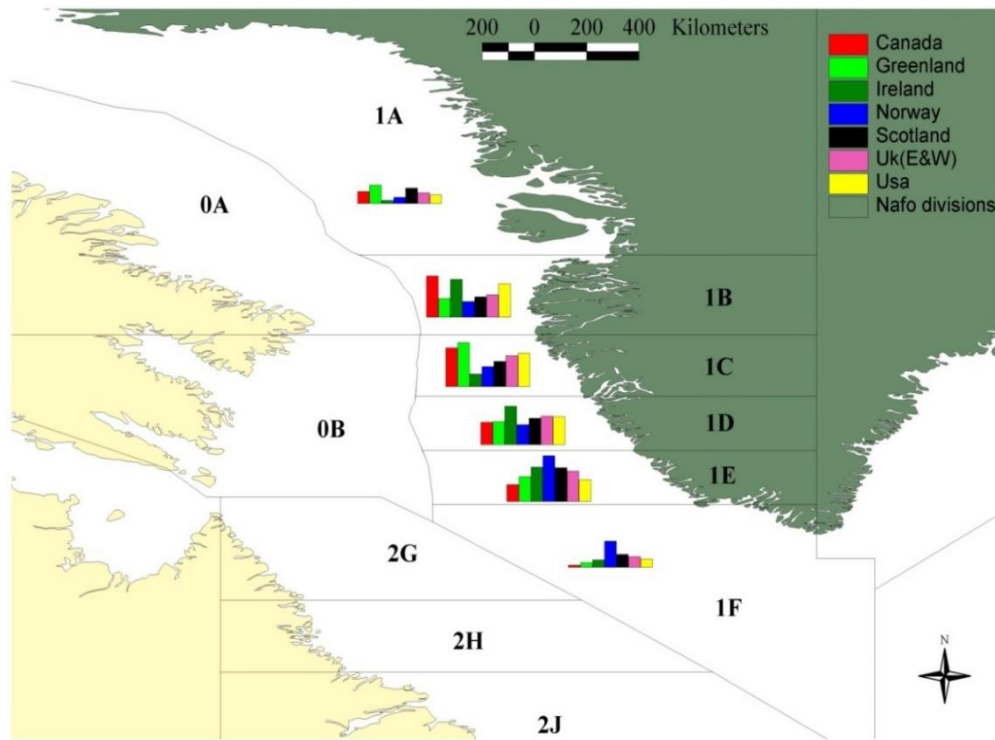 200 0 200 400 Kilometers
Canada
Greenland
Ireland
Norway
Scotland
Uk(E&W)
Usa
Nafo divisions
1A
0A
1B
1C
0B
1D
1E
2G
1F
2H
N
2J